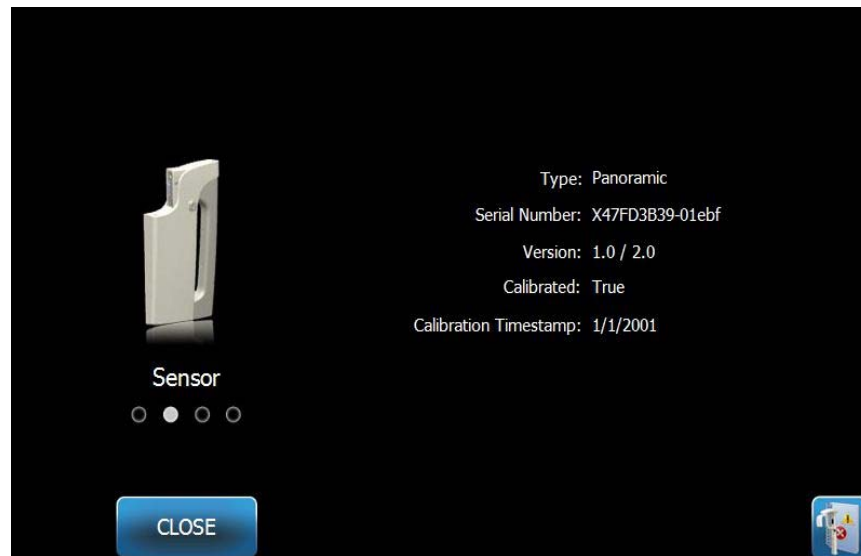 Type: Panoramic
Serial Number: X47FD3B39-01ebf
Version: 1.0 / 2.0
Calibrated: True
Calibration Timestamp: 1/1/2001
Sensor
CLOSE